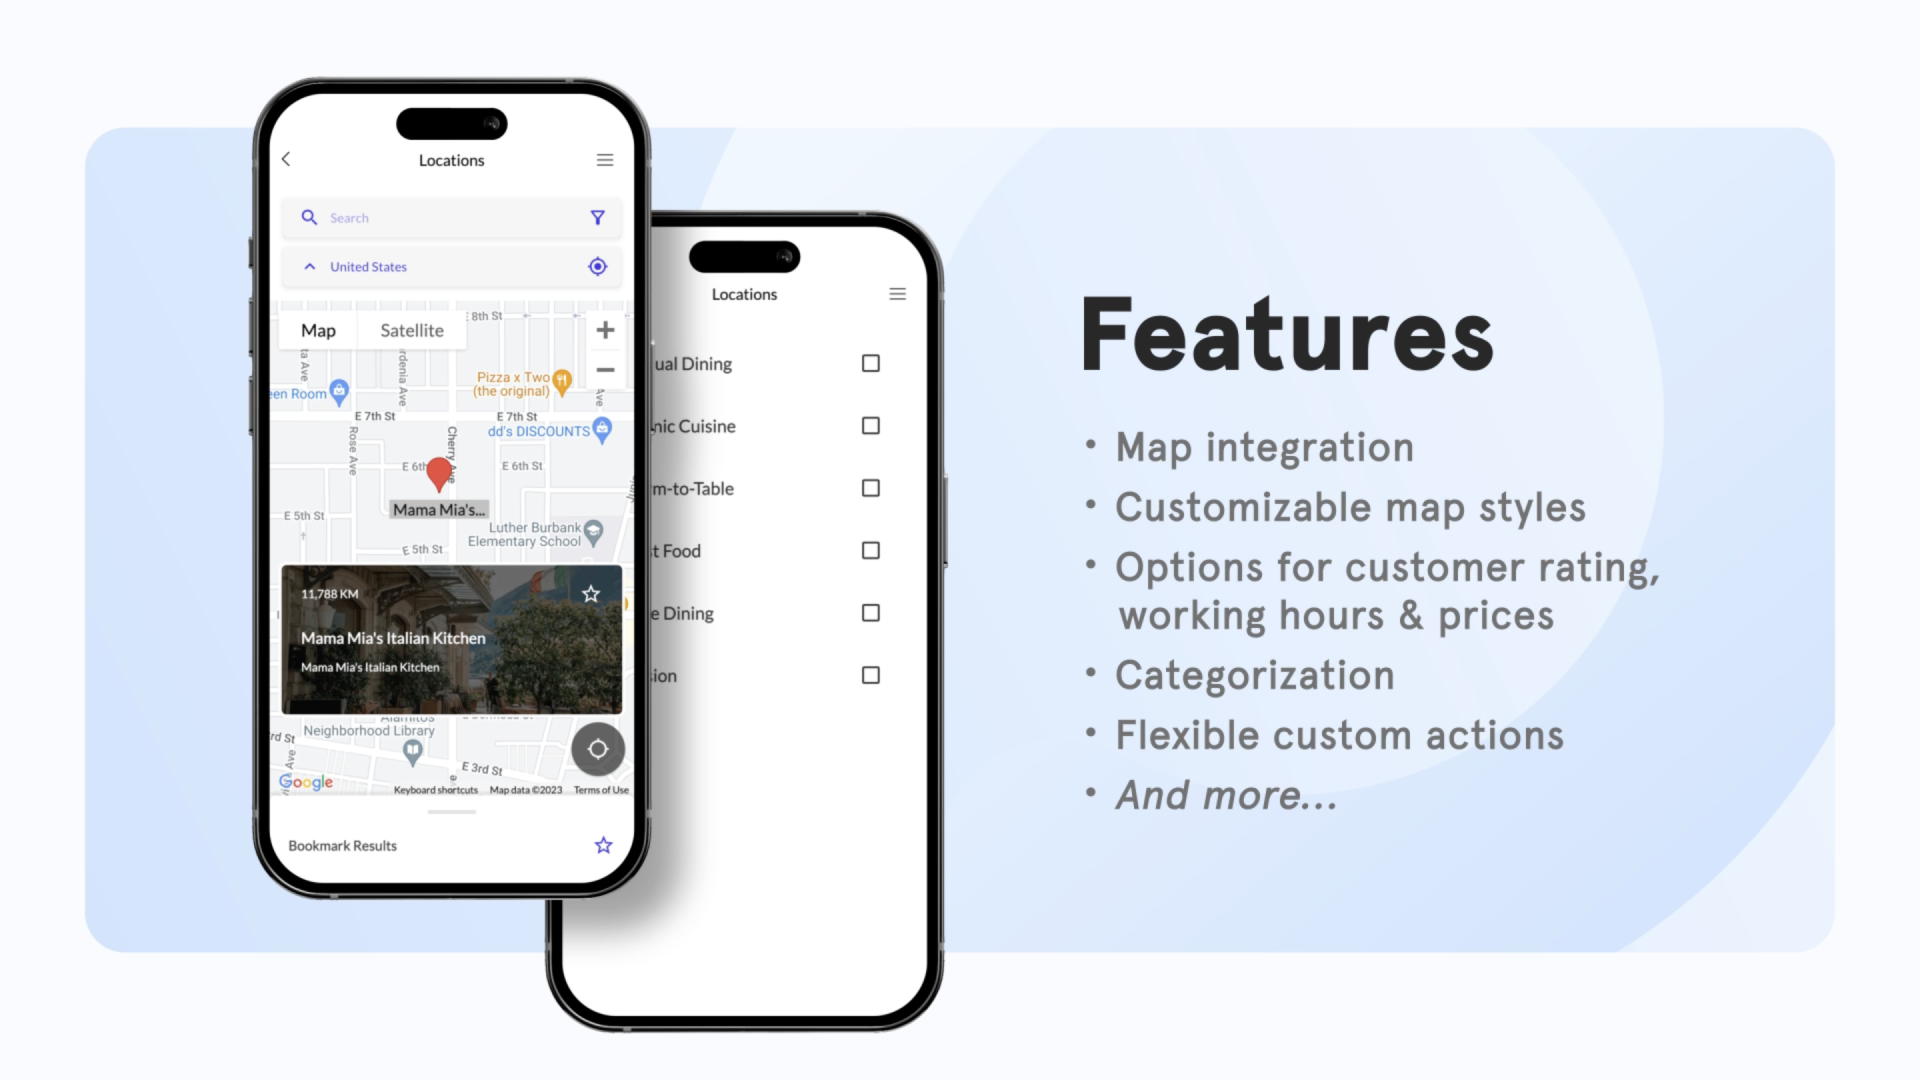 Locations
Search
United States
Map
Satellite
8th St
Pizza x Two
(the original)
een Room
E 7th St
E 7th St
dd's DISCOUNTS
Rose Ave
Cherry Ave
E 6th
E 6th St
Mama Mia's...
E 5th St
Luther Burbank
Elementary School
E 5th St
11,788 KM
Mama Mia's Italian Kitchen
Mama Mia's Italian Kitchen
Alamitos
Neighborhood Library
rd St
E 3rd St
Google
Keyboard shortcuts
Map data ©2023
Terms of Use
Bookmark Results
Locations
ual Dining
nic Cuisine
m-to-Table
t Food
e Dining
ion
Features
• Map integration
• Customizable map styles
• Options for customer rating,
working hours & prices
• Categorization
• Flexible custom actions
• And more...